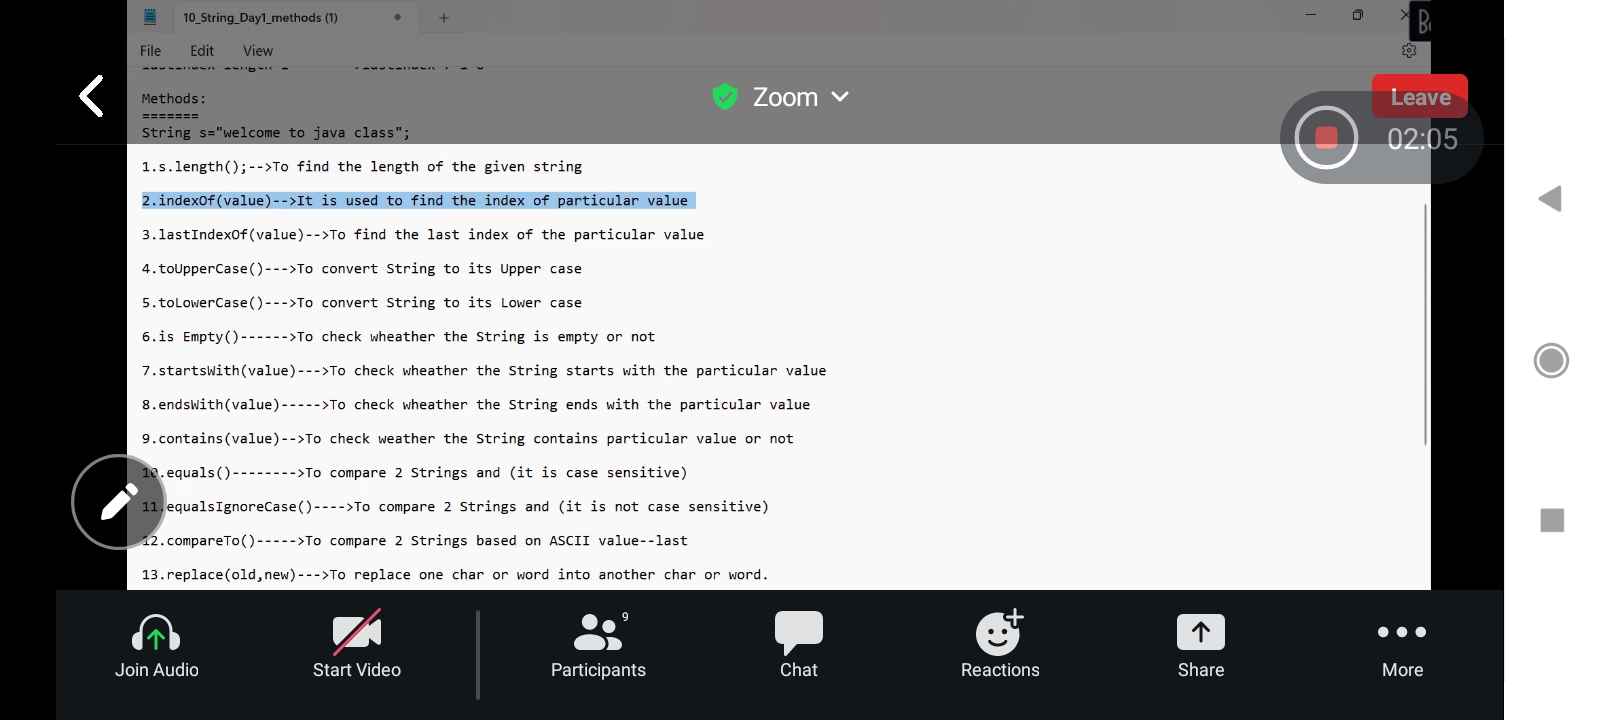 10_String_Day1_methods (1)
File Edit View
Zoom
Leave
02:05
Methods:
=======
String s="welcome to java class";
1.s.length();-->To find the length of the given string
2.indexOf(value)-->It is used to find the index of particular value
3.lastIndexOf(value)-->To find the last index of the particular value
4.toUpperCase()--->To convert String to its Upper case
5.toLowerCase()--->To convert String to its Lower case
6.is Empty()------>To check wheather the String is empty or not
7.startsWith(value)--->To check wheather the String starts with the particular value
8.endsWith(value)----->To check wheather the String ends with the particular value
9.contains(value)-->To check weather the String contains particular value or not
10.equals()-------->To compare 2 Strings and (it is case sensitive)
11.equalsIgnoreCase()---->To compare 2 Strings and (it is not case sensitive)
12.compareTo()----->To compare 2 Strings based on ASCII value--last
13.replace(old,new)--->To replace one char or word into another char or word.
9
Join Audio Start Video Participants Chat Reactions Share More